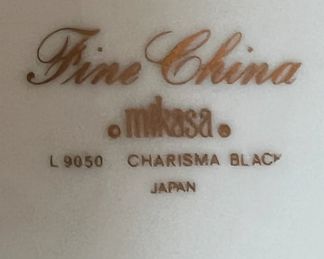 Fine China
mikasa
L 9050 CHARISMA BLACK
JAPAN